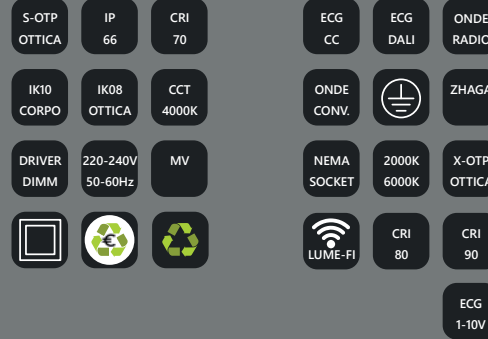 S-OTP
OTTICA
IP
66
CRI
70
ECG
CC
ECG
DALI
ONDE
RADIO
IK10
CORPO
IK08
OTTICA
CCT
4000K
ONDE
CONV.
ZHAGA
DRIVER
DIMM
220-240V
50-60Hz
MV
NEMA
SOCKET
2000K
6000K
X-OTP
OTTICA
€
LUME-FI
CRI
80
CRI
90
ECG
1-10V